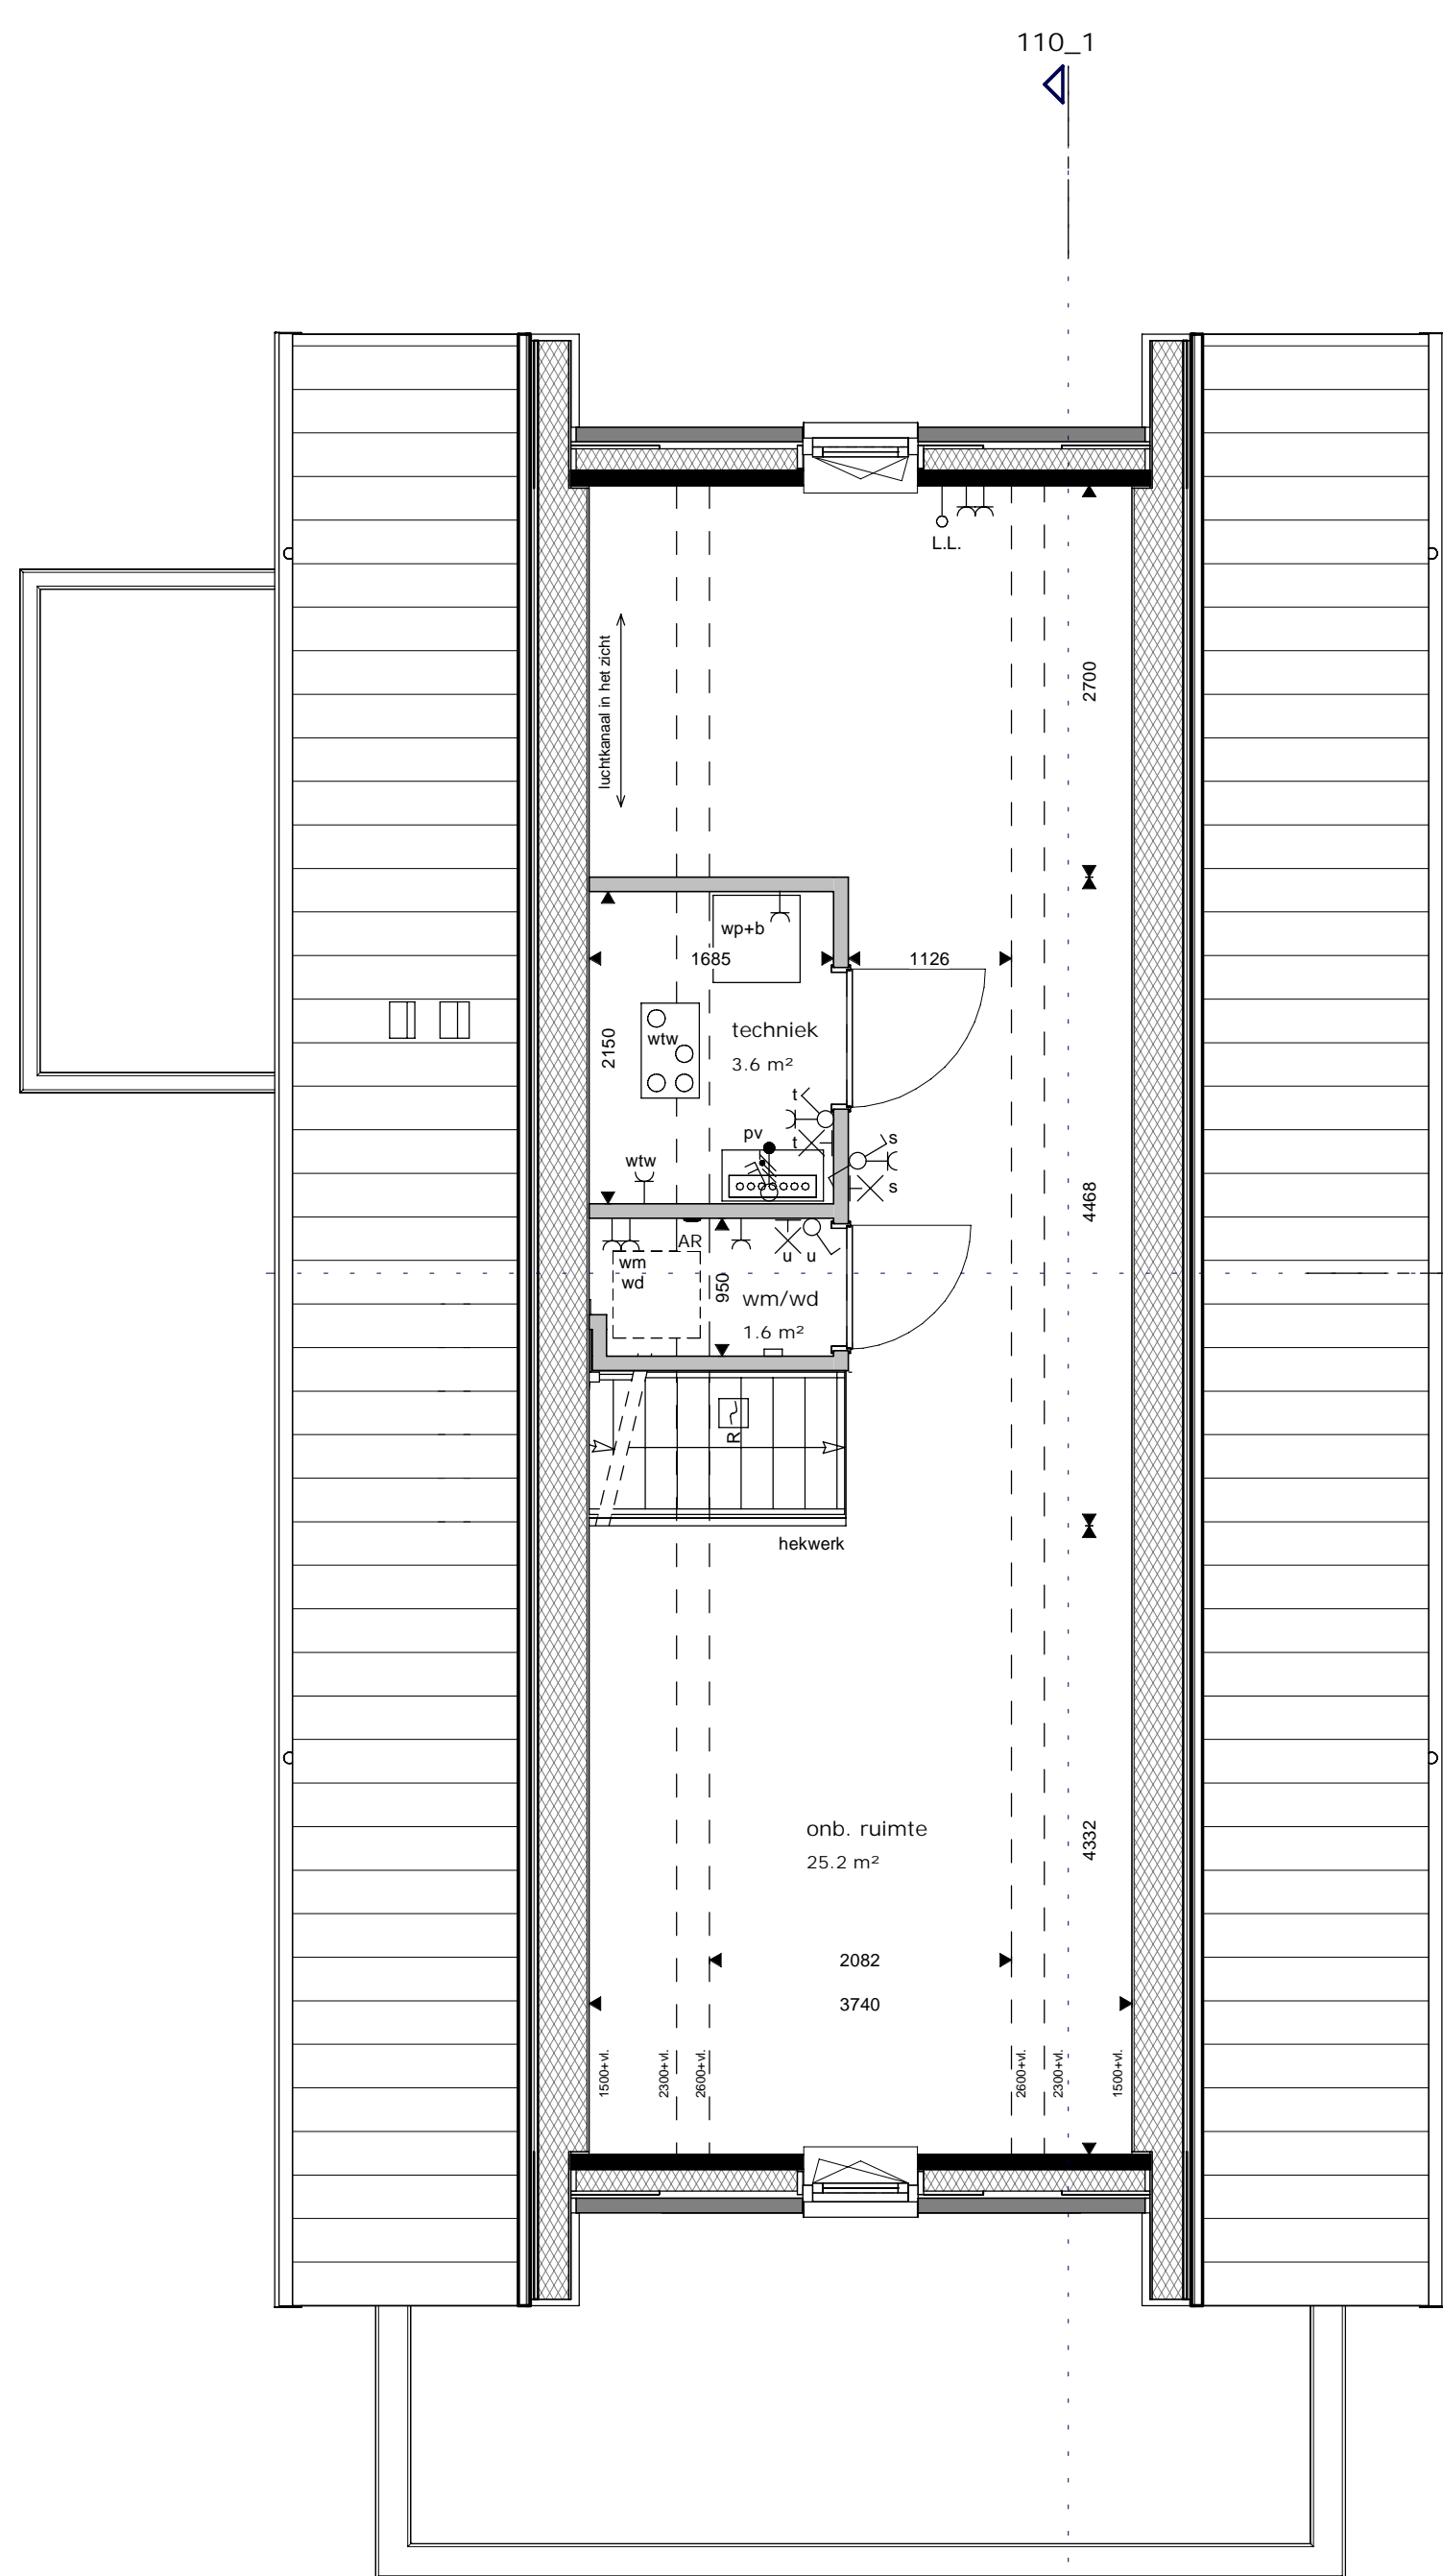 110_1
L.L.
luchtkanaal in het zicht
2700
wp+b
1685
1126
techniek
3.6 m²
wtw
2150
t
pv
t
s
wtw
s
4468
AR
u u
wm
wd
950
wm/wd
1.6 m²
R
hekwerk
onb. ruimte
25.2 m²
4332
2082
3740
1500+vl.
2300+vl.
2600+vl.
2600+vl.
2300+vl.
1500+vl.